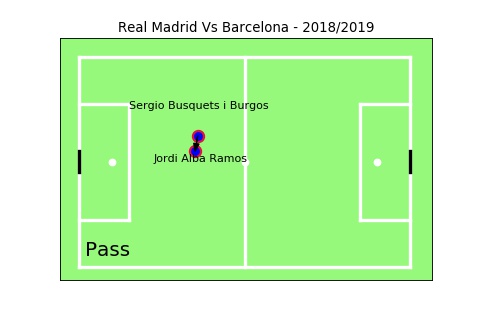 Real Madrid Vs Barcelona - 2018/2019
Sergio Busquets i Burgos
Jordi Alba Ramos
Pass